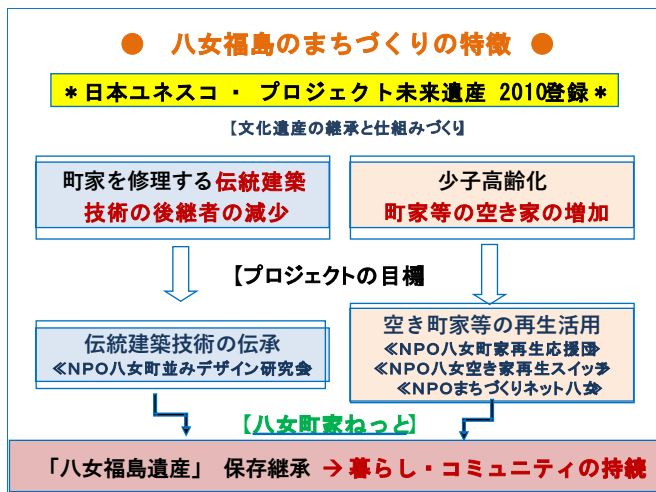 ● 八女福島のまちづくりの特徴 ●
＊日本ユネスコ ・ プロジェクト未来遺産 2010登録＊
【文化遺産の継承と仕組みづくり】
町家を修理する伝統建築
技術の後継者の減少
少子高齢化
町家等の空き家の増加
【プロジェクトの目標】
伝統建築技術の伝承
≪NPO八女町並みデザイン研究会≫
空き町家等の再生活用
≪NPO八女町家再生応援団≫
≪NPO八女空き家再生スイッチ≫
≪NPOまちづくりネット八女≫
【八女町家ねっと】
「八女福島遺産」 保存継承 → 暮らし・コミュニティの持続